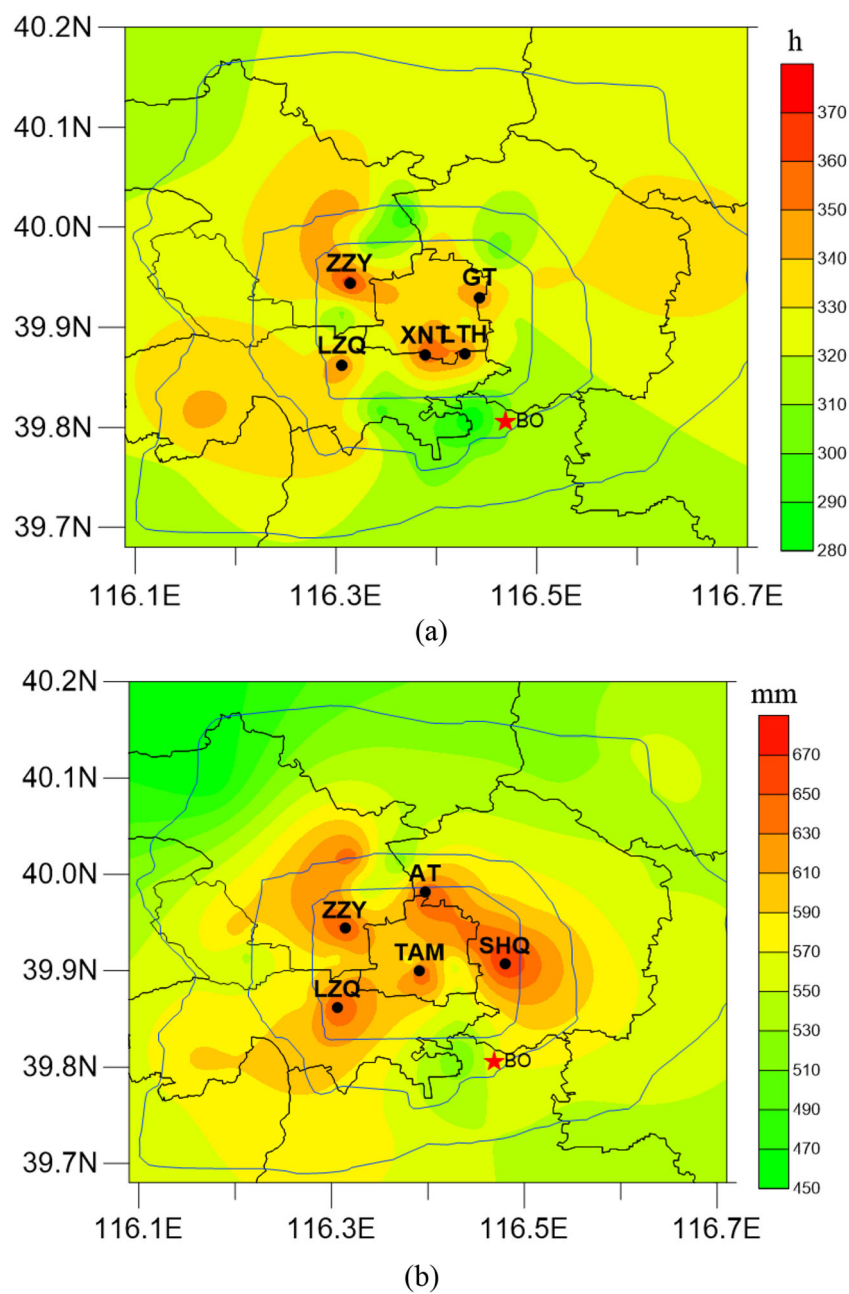 40.2N
h
370
40.1N
360
350
40.0N
ZZY
GT
340
330
39.9N
XNT
LTH
LZQ
320
310
39.8N
BO
300
290
39.7N
280
116.1E 116.3E 116.5E 116.7E
(a)
40.2N
mm
670
40.1N
650
630
40.0N
AT
610
ZZY
590
TAM
SHQ
570
39.9N
LZQ
550
530
39.8N
BO
510
490
39.7N
470
450
116.1E 116.3E 116.5E 116.7E
(b)